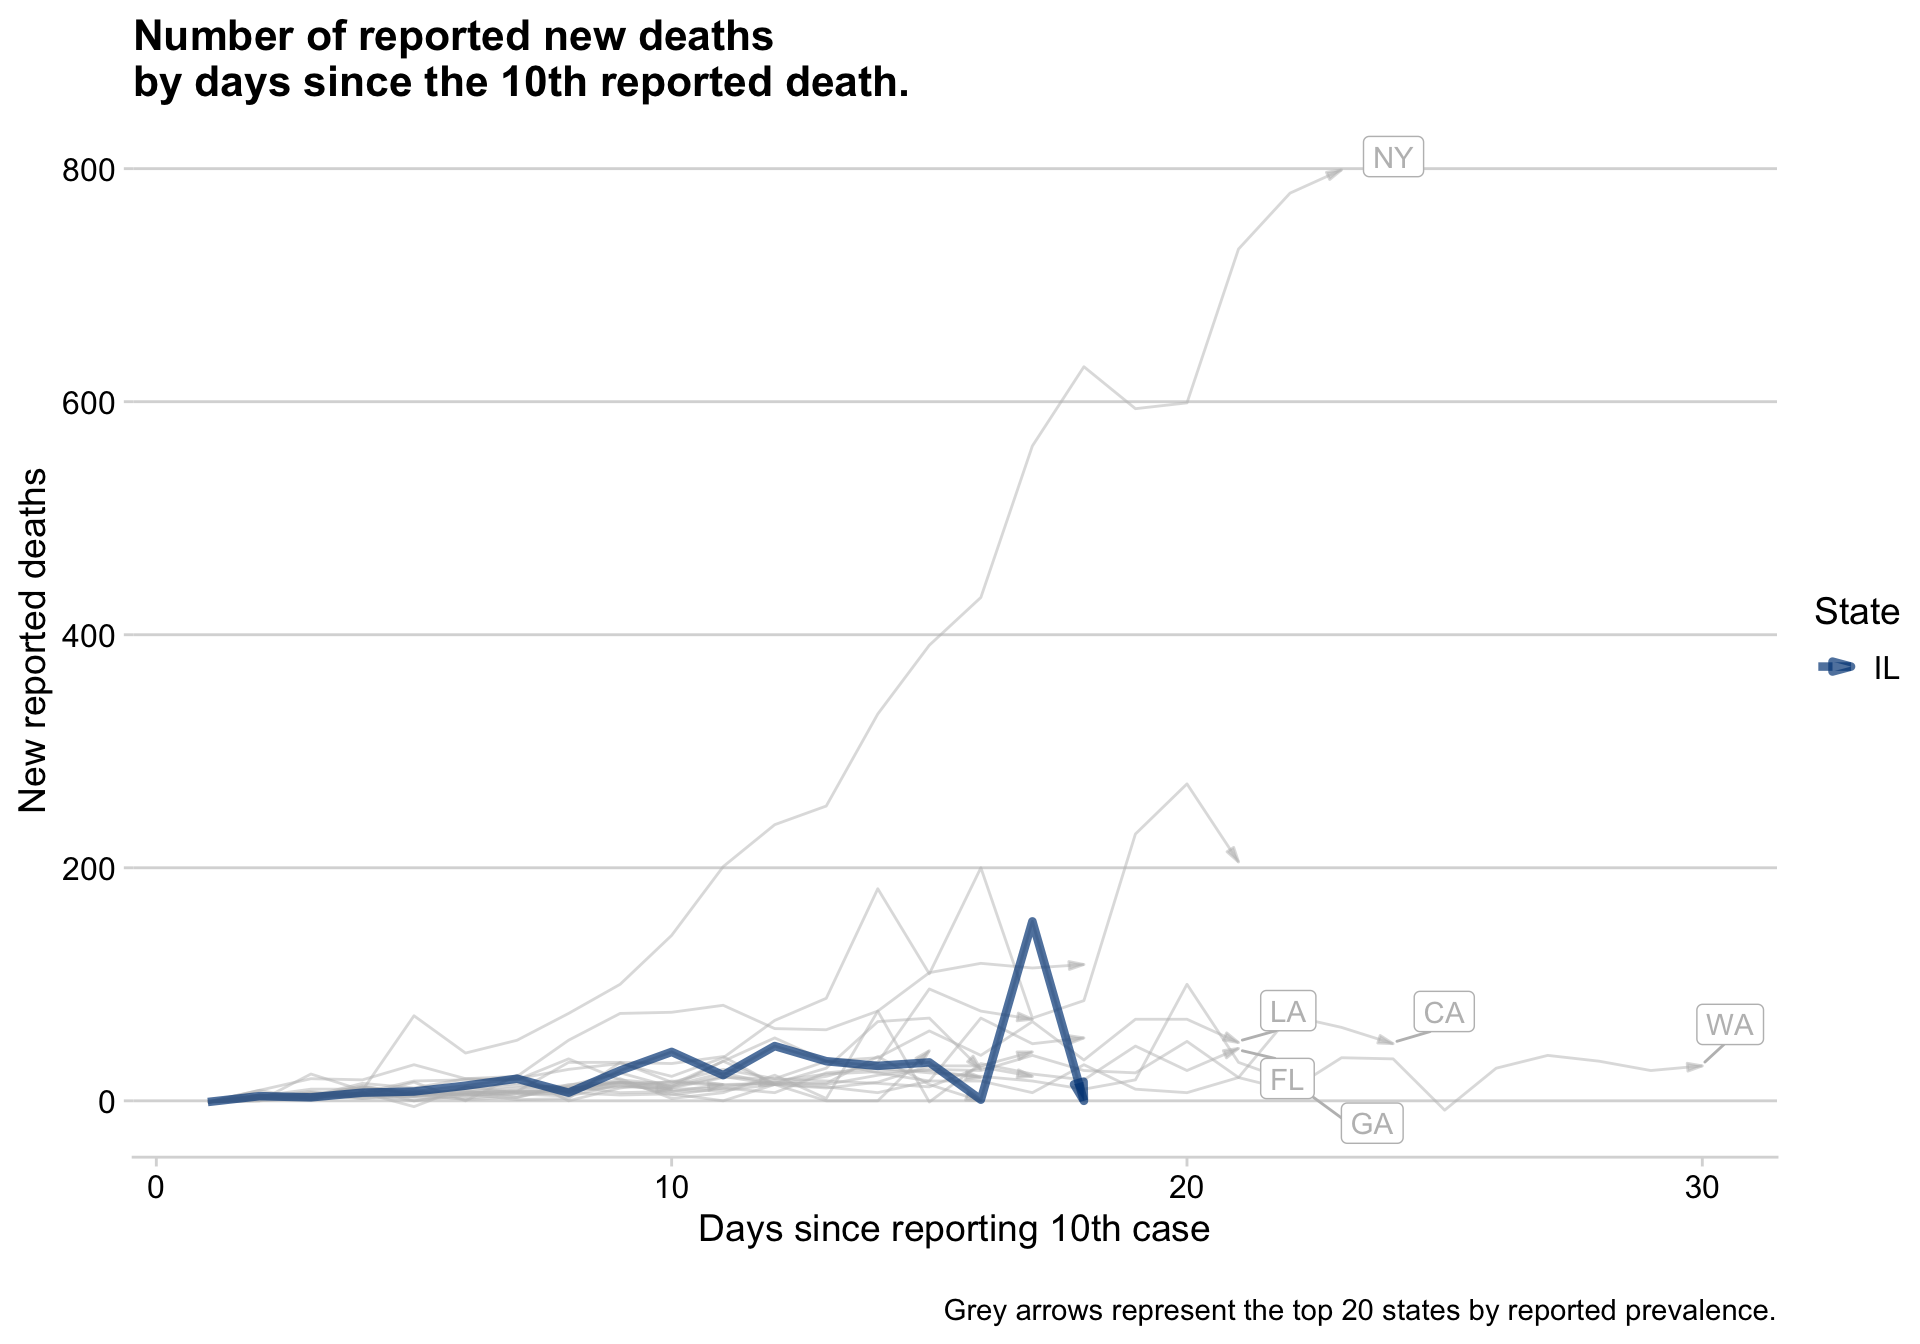 Number of reported new deaths
by days since the 10th reported death.
800
600
400
200
0
New reported deaths
NY
LA
CA
WA
FL
GA
State
IL
0 10 20 30
Days since reporting 10th case
Grey arrows represent the top 20 states by reported prevalence.